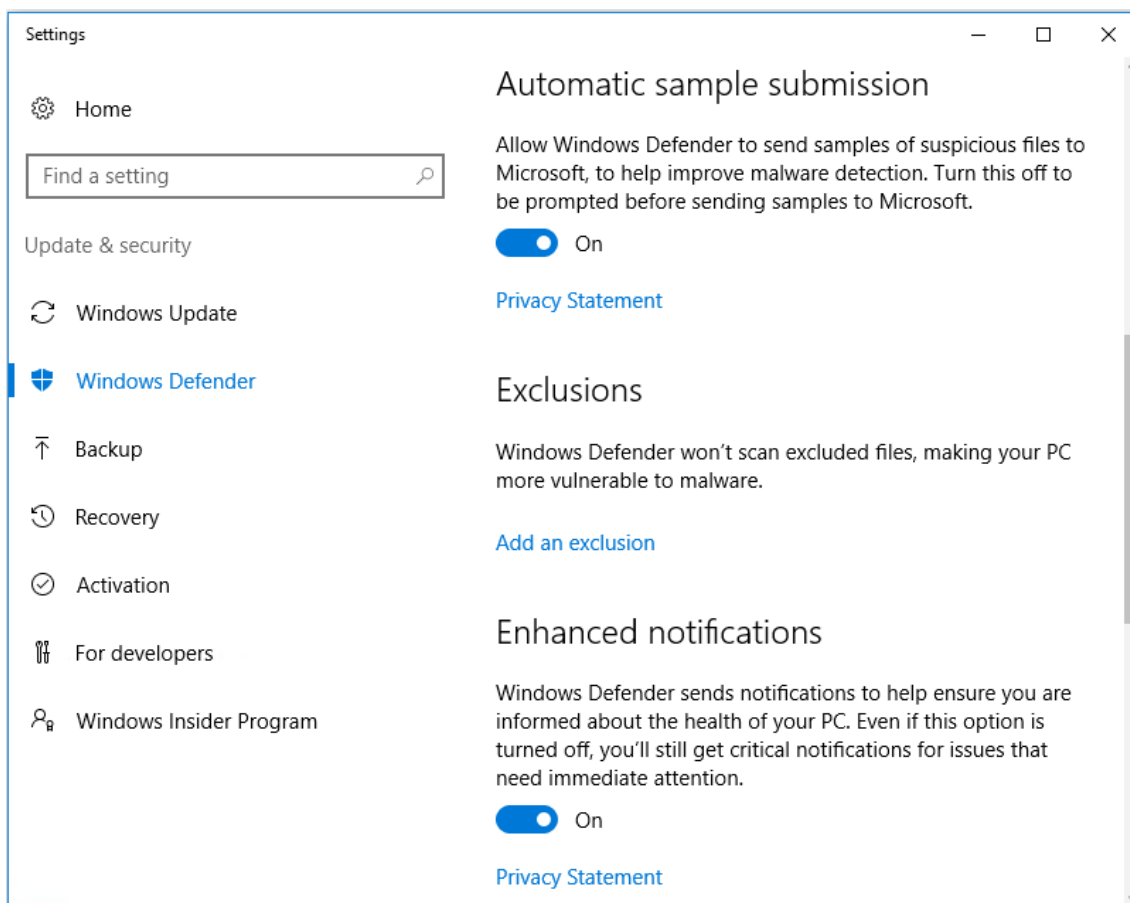 Settings
Home
Find a setting
Update & security
Windows Update
Windows Defender
Backup
Recovery
Activation
For developers
Windows Insider Program
Automatic sample submission
Allow Windows Defender to send samples of suspicious files to
Microsoft, to help improve malware detection. Turn this off to
be prompted before sending samples to Microsoft.
On
Privacy Statement
Exclusions
Windows Defender won't scan excluded files, making your PC
more vulnerable to malware.
Add an exclusion
Enhanced notifications
Windows Defender sends notifications to help ensure you are
informed about the health of your PC. Even if this option is
turned off, you'll still get critical notifications for issues that
need immediate attention.
On
Privacy Statement